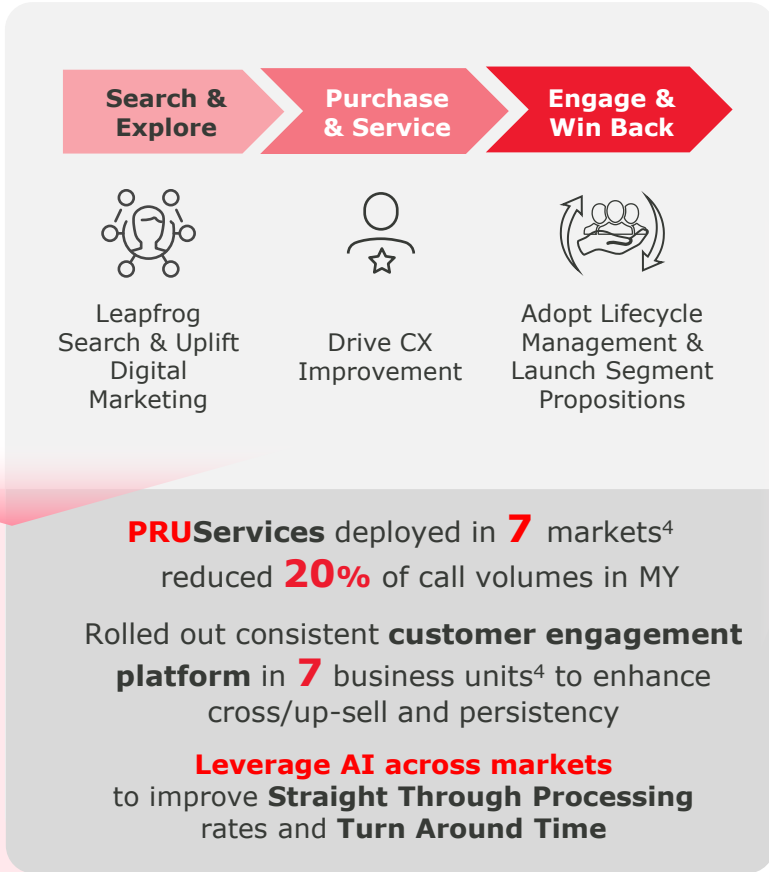 Search &
Explore
Purchase
& Service
Engage &
Win Back
Leapfrog
Search & Uplift
Digital
Marketing
Drive CX
Improvement
Adopt Lifecycle
Management &
Launch Segment
Propositions
PRUServices deployed in 7 markets⁴
reduced 20% of call volumes in MY
Rolled out consistent customer engagement
platform in 7 business units⁴ to enhance
cross/up-sell and persistency
Leverage AI across markets
to improve Straight Through Processing
rates and Turn Around Time